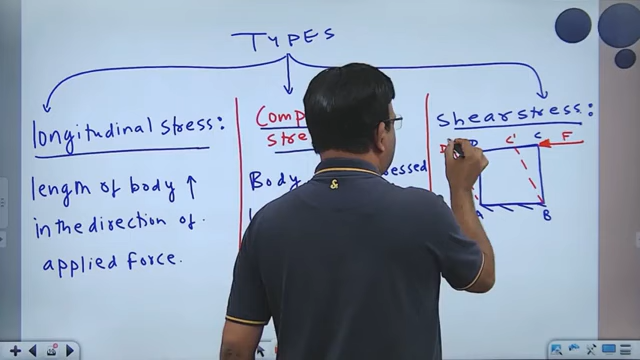 TYPES
longitudinal stress:
length of body ↑
in the direction of
applied force.
Comp
stre
Body
essed
shear stress:
D C' C F
A B